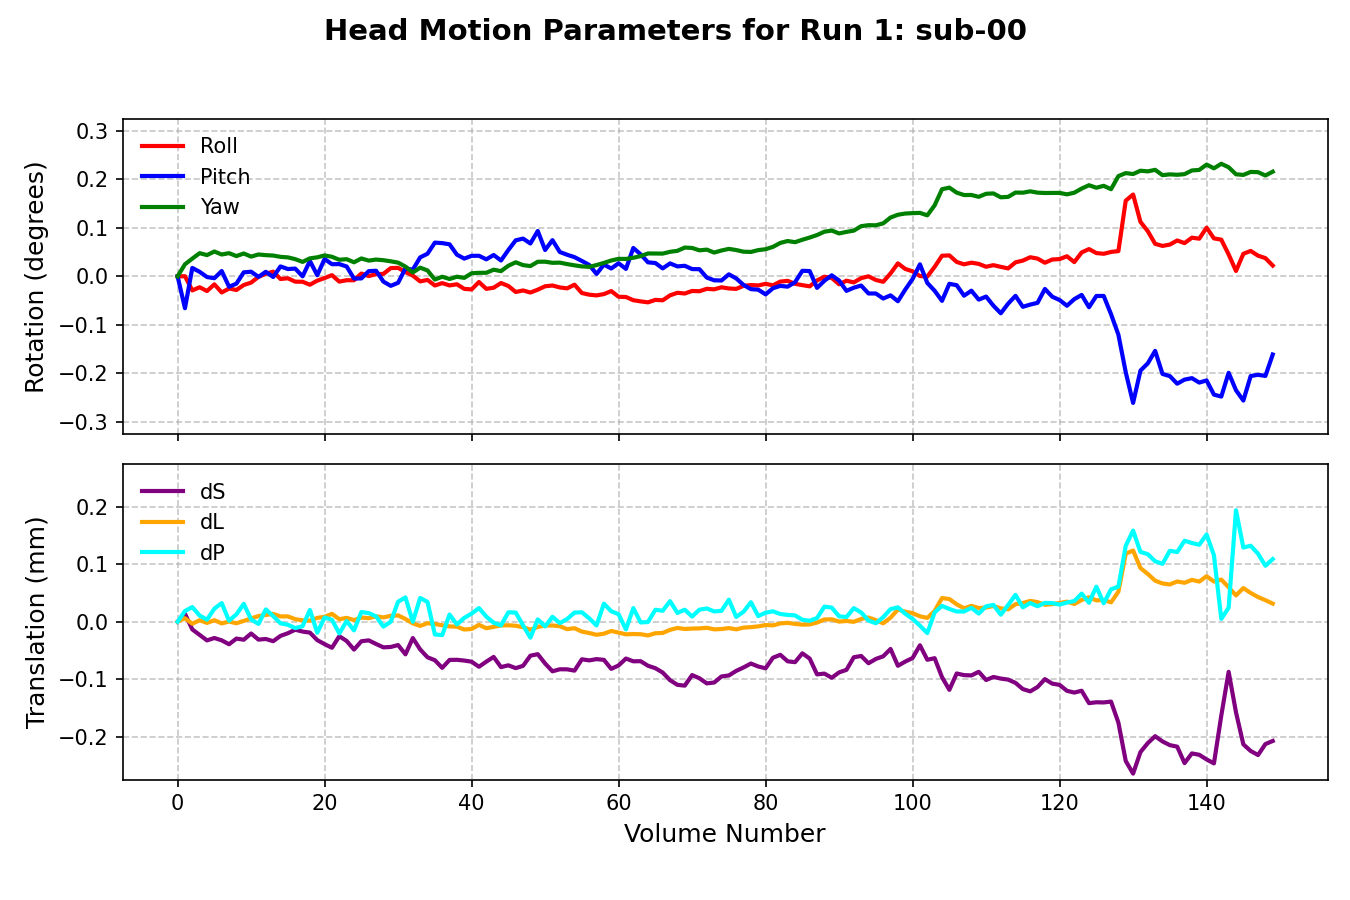 Head Motion Parameters for Run 1: sub-00
Rotation (degrees)
0.3
0.2
0.1
0.0
−0.1
−0.2
−0.3
Roll
Pitch
Yaw
Translation (mm)
0.2
0.1
0.0
−0.1
−0.2
dS
dL
dP
0 20 40 60 80 100 120 140
Volume Number